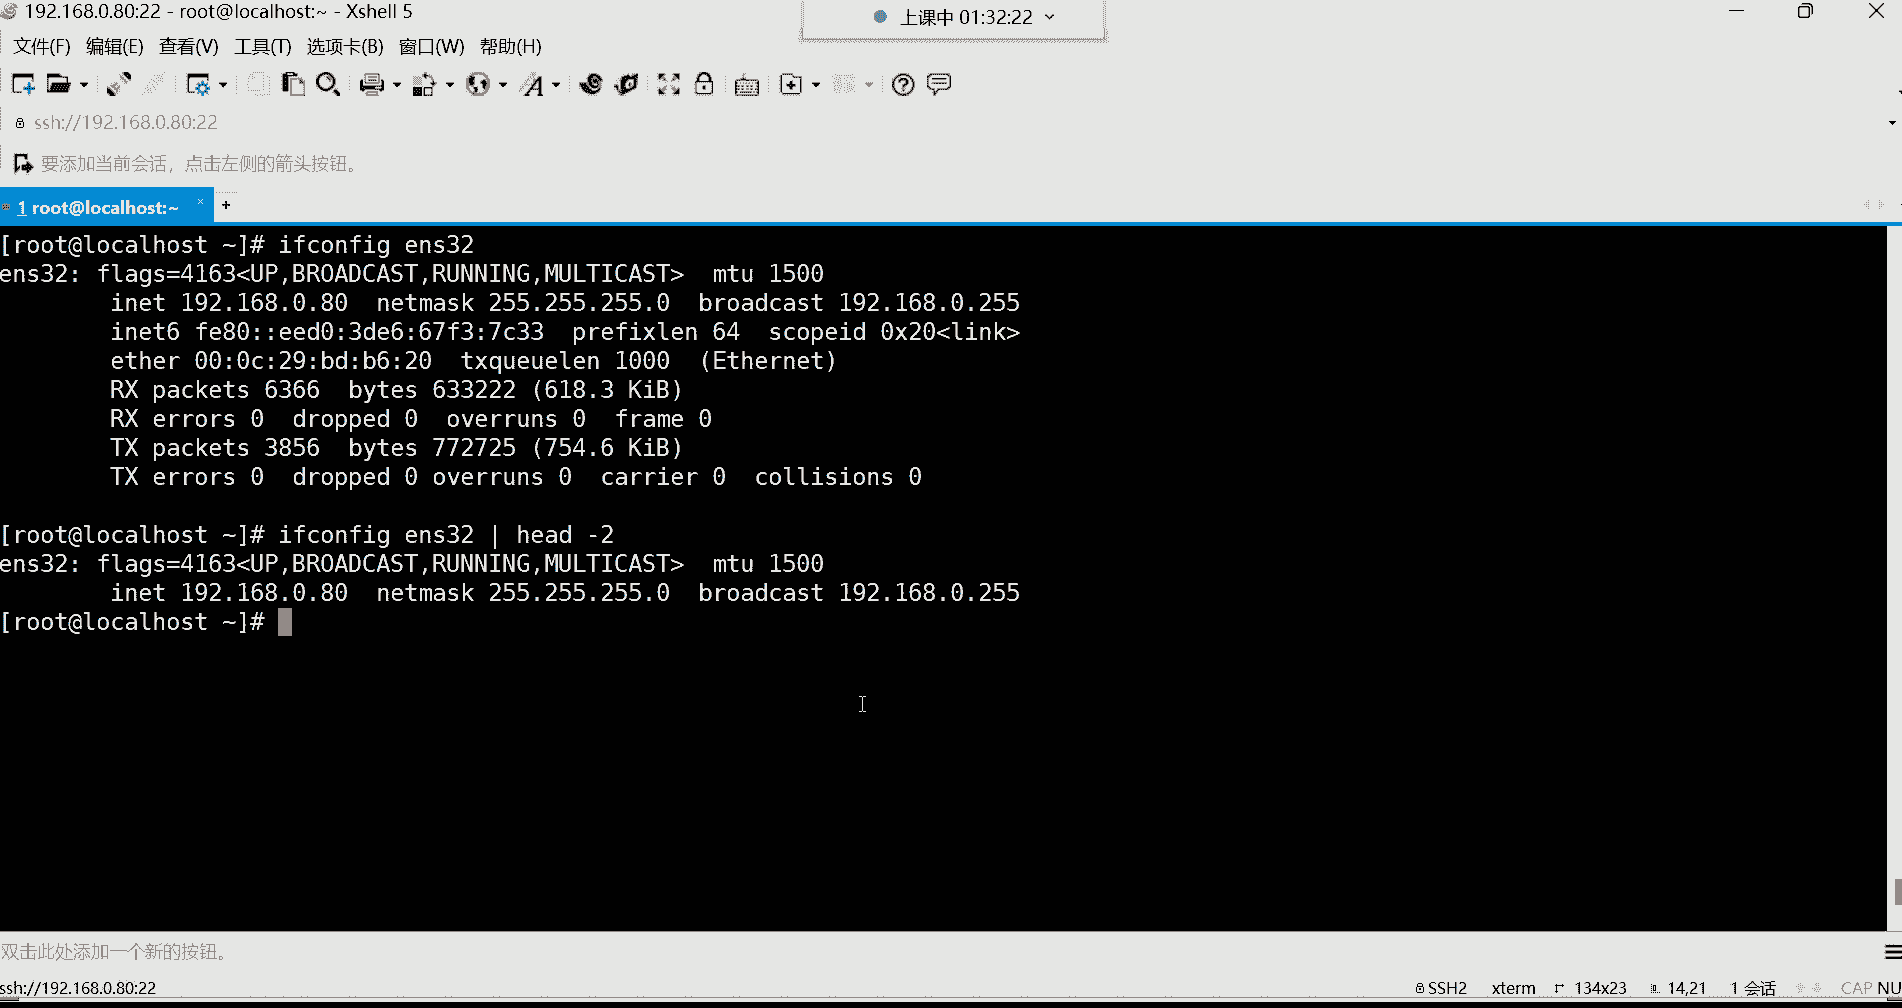 192.168.0.80:22 - root@localhost:~ - Xshell 5
上课中 01:32:22
文件(F) 编辑(E) 查看(V) 工具(T) 选项卡(B) 窗口(W) 帮助(H)
ssh://192.168.0.80:22
要添加当前会话，点击左侧的箭头按钮。
1 root@localhost:~ × +
[root@localhost ~]# ifconfig ens32
ens32: flags=4163<UP,BROADCAST,RUNNING,MULTICAST>  mtu 1500
        inet 192.168.0.80  netmask 255.255.255.0  broadcast 192.168.0.255
        inet6 fe80::eed0:3de6:67f3:7c33  prefixlen 64  scopeid 0x20<link>
        ether 00:0c:29:bd:b6:20  txqueuelen 1000  (Ethernet)
        RX packets 6366  bytes 633222 (618.3 KiB)
        RX errors 0  dropped 0  overruns 0  frame 0
        TX packets 3856  bytes 772725 (754.6 KiB)
        TX errors 0  dropped 0 overruns 0  carrier 0  collisions 0
[root@localhost ~]# ifconfig ens32 | head -2
ens32: flags=4163<UP,BROADCAST,RUNNING,MULTICAST>  mtu 1500
        inet 192.168.0.80  netmask 255.255.255.0  broadcast 192.168.0.255
[root@localhost ~]#
双击此处添加一个新的按钮。
ssh://192.168.0.80:22 SSH2 xterm 134x23 14,21 1 会话 CAP NU